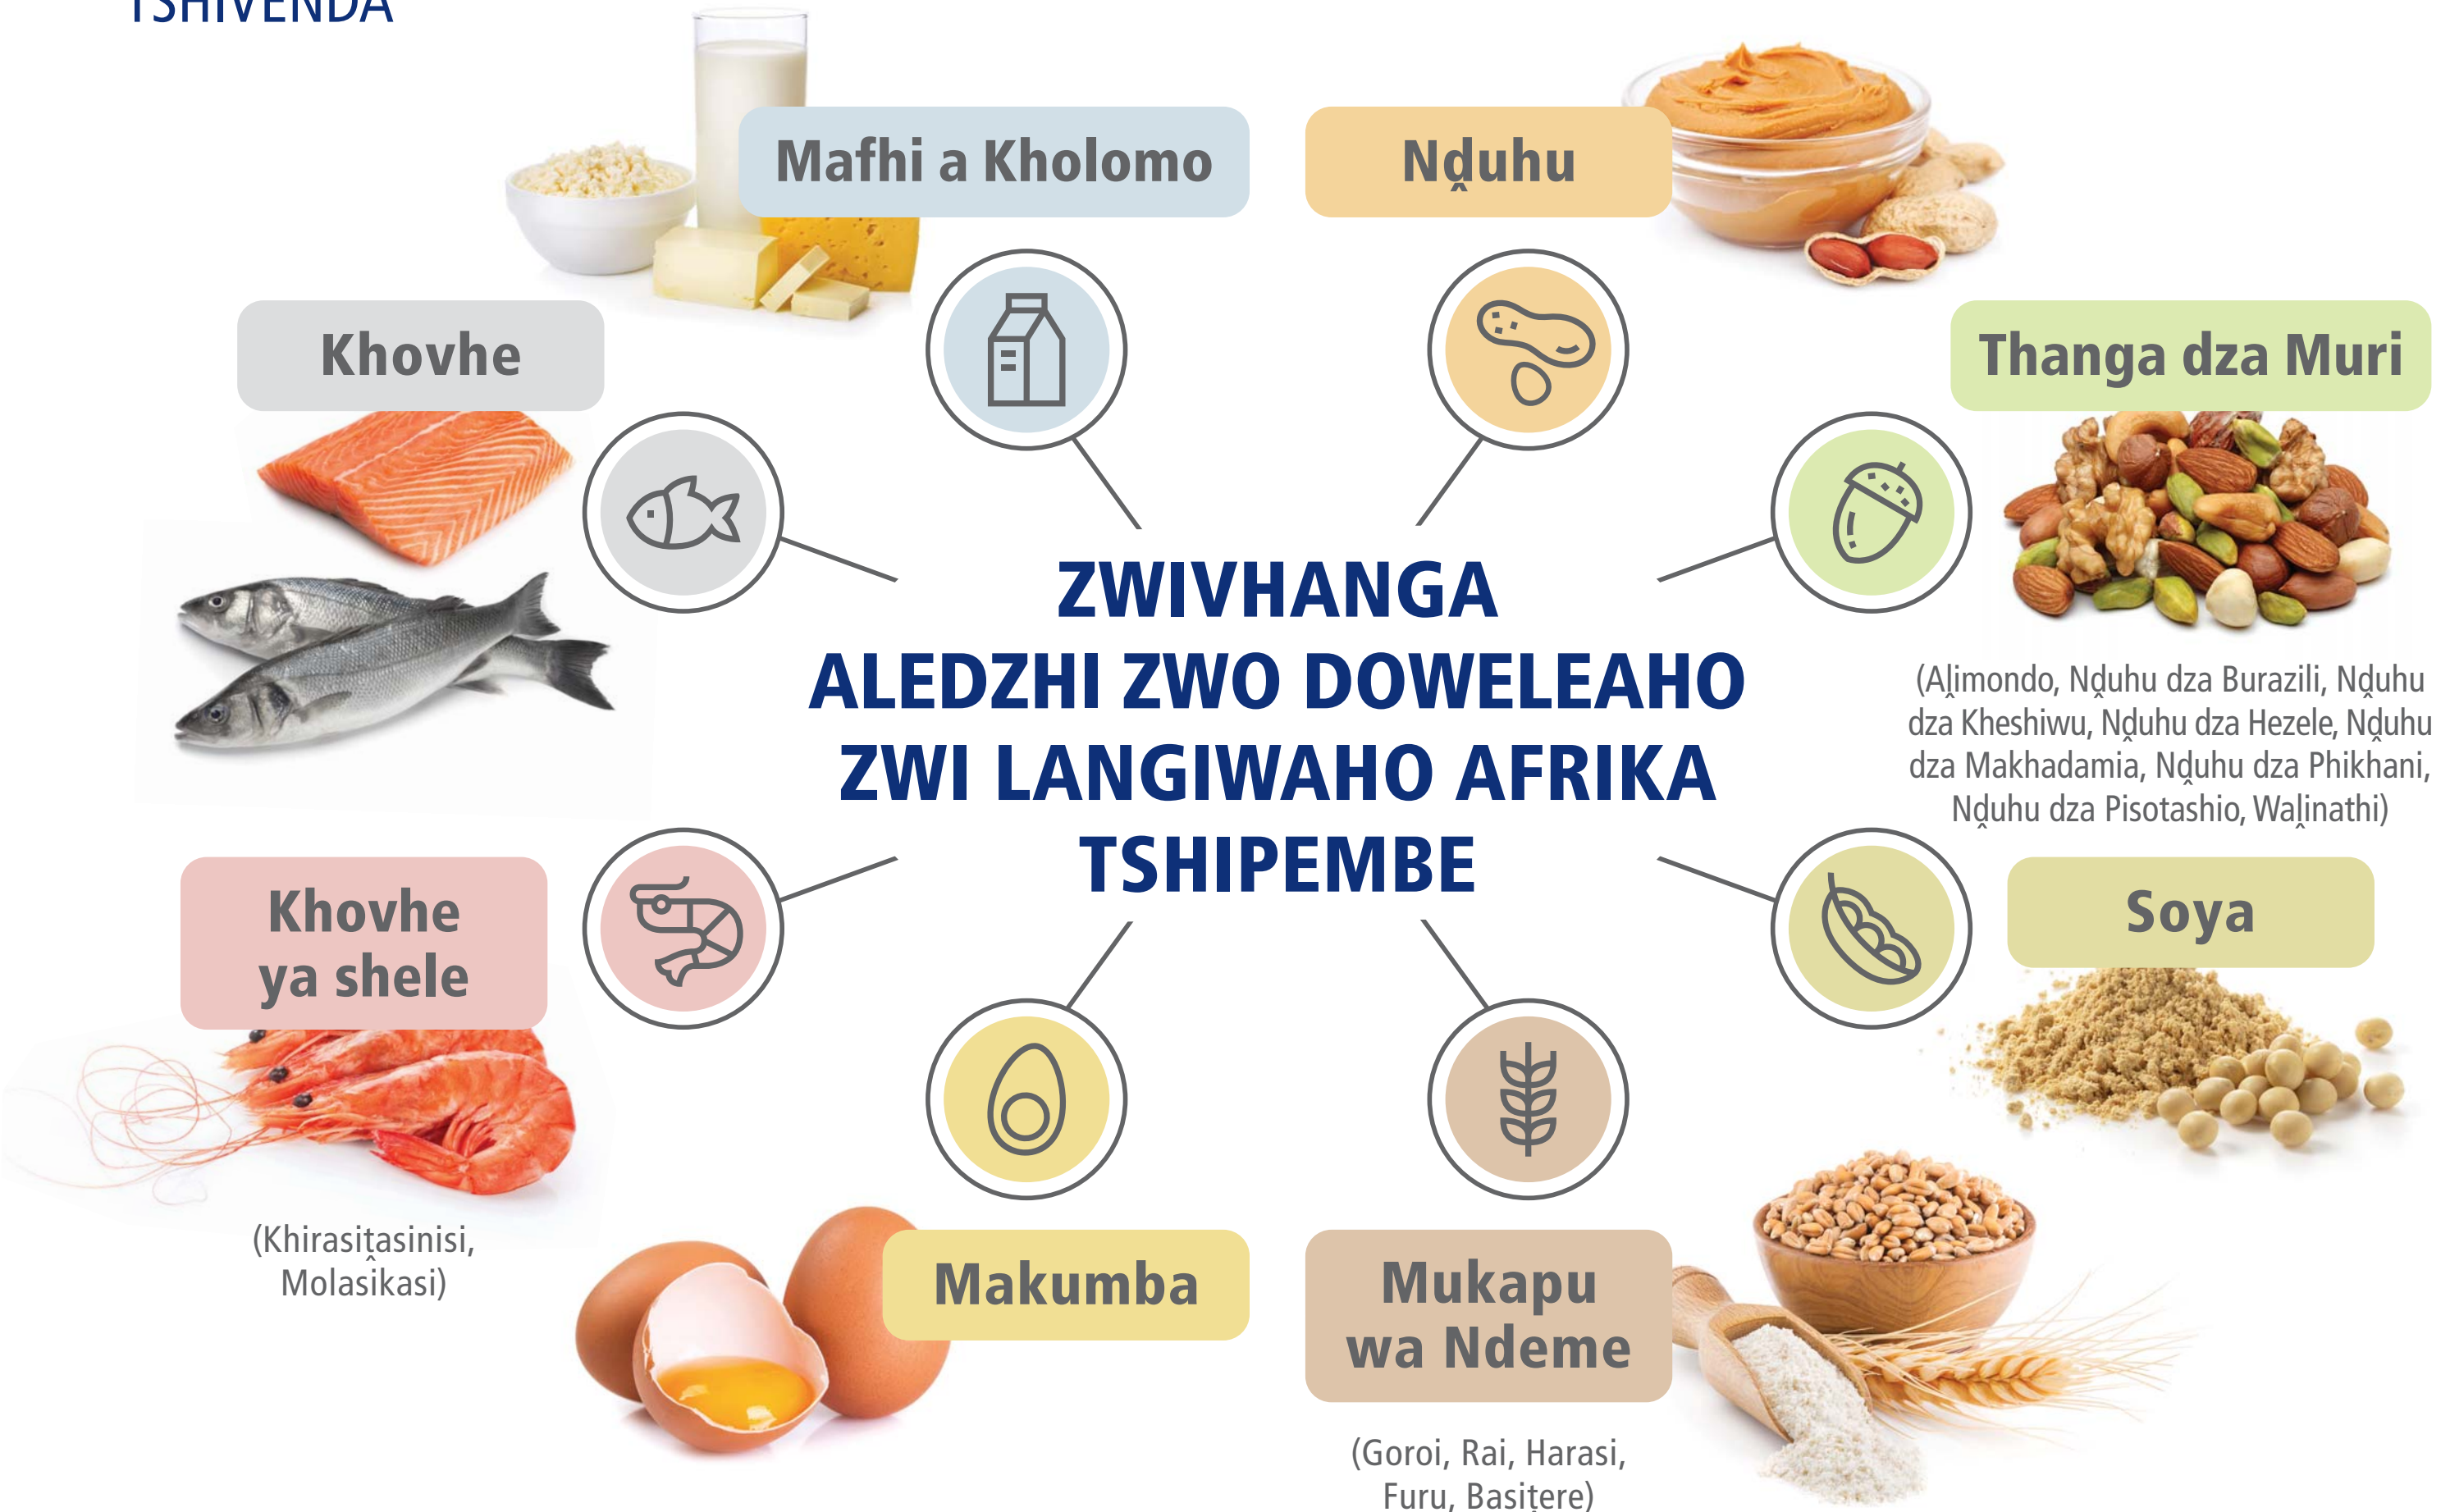 TSHIVENDA
Mafhi a Kholomo
Nḓuhu
Khovhe
Thanga dza Muri
ZWIVHANGA
ALEDZHI ZWO DOWELEAHO
ZWI LANGIWAHO AFRIKA
TSHIPEMBE
(Aḽimondo, Nḓuhu dza Burazili, Nḓuhu
dza Kheshiwu, Nḓuhu dza Hezele, Nḓuhu
dza Makhadamia, Nḓuhu dza Phikhani,
Nḓuhu dza Pisotashio, Waḽinathi)
Khovhe
ya shele
Soya
(Khirasiṱasinisi,
Molasikasi)
Makumba
Mukapu
wa Ndeme
(Goroi, Rai, Harasi,
Furu, Basiṱere)